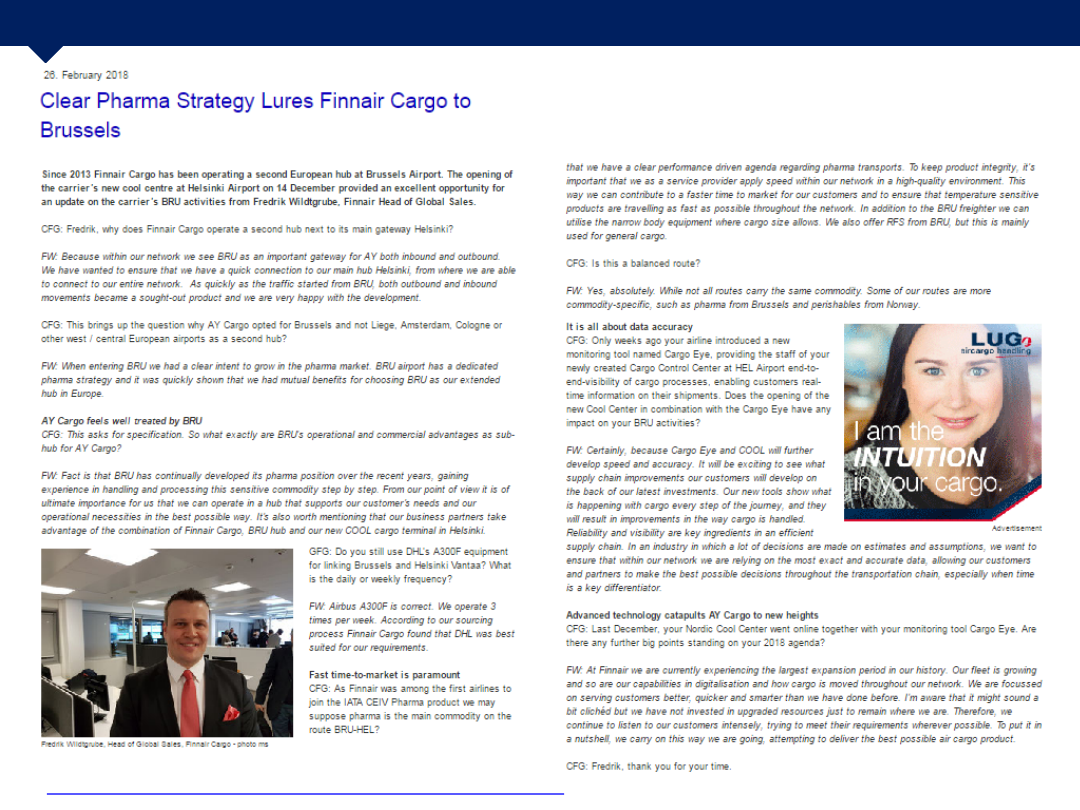 26. February 2018
Clear Pharma Strategy Lures Finnair Cargo to
Brussels
Since 2013 Finnair Cargo has been operating a second European hub at Brussels Airport. The opening of
the carrier's new cool centre at Helsinki Airport on 14 December provided an excellent opportunity for
an update on the carrier's BRU activities from Fredrik Wildtgrube, Finnair Head of Global Sales.
CFG: Fredrik, why does Finnair Cargo operate a second hub next to its main gateway Helsinki?
FW: Because within our network we see BRU as an important gateway for AY both inbound and outbound.
We have wanted to ensure that we have a quick connection to our main hub Helsinki, from where we are able
to connect to our entire network. As quickly as the traffic started from BRU, both outbound and inbound
movements became a sought-out product and we are very happy with the development.
CFG: This brings up the question why AY Cargo opted for Brussels and not Liege, Amsterdam, Cologne or
other west / central European airports as a second hub?
FW: When entering BRU we had a clear intent to grow in the pharma market. BRU airport has a dedicated
pharma strategy and it was quickly shown that we had mutual benefits for choosing BRU as our extended
hub in Europe.
AY Cargo feels well treated by BRU
CFG: This asks for specification. So what exactly are BRU's operational and commercial advantages as sub-
hub for AY Cargo?
FW: Fact is that BRU has continually developed its pharma position over the recent years, gaining
experience in handling and processing this sensitive commodity step by step. From our point of view it is of
ultimate importance for us that we can operate in a hub that supports our customer's needs and our
operational necessities in the best possible way. It's also worth mentioning that our business partners take
advantage of the combination of Finnair Cargo, BRU hub and our new COOL cargo terminal in Helsinki.
GFG: Do you still use DHL's A300F equipment
for linking Brussels and Helsinki Vantaa? What
is the daily or weekly frequency?
FW: Airbus A300F is correct. We operate 3
times per week. According to our sourcing
process Finnair Cargo found that DHL was best
suited for our requirements.
Fast time-to-market is paramount
CFG: As Finnair was among the first airlines to
join the IATA CEIV Pharma product we may
suppose pharma is the main commodity on the
route BRU-HEL?
Fredrik Wildtgrube, Head of Global Sales, Finnair Cargo - photo ms
that we have a clear performance driven agenda regarding pharma transports. To keep product integrity, it's
important that we as a service provider apply speed within our network in a high-quality environment. This
way we can contribute to a faster time to market for our customers and to ensure that temperature sensitive
products are travelling as fast as possible throughout the network. In addition to the BRU freighter we can
utilise the narrow body equipment where cargo size allows. We also offer RFS from BRU, but this is mainly
used for general cargo.
CFG: Is this a balanced route?
FW: Yes, absolutely. While not all routes carry the same commodity. Some of our routes are more
commodity-specific, such as pharma from Brussels and perishables from Norway.
It is all about data accuracy
CFG: Only weeks ago your airline introduced a new
monitoring tool named Cargo Eye, providing the staff of your
newly created Cargo Control Center at HEL Airport end-to-
end-visibility of cargo processes, enabling customers real-
time information on their shipments. Does the opening of the
new Cool Center in combination with the Cargo Eye have any
impact on your BRU activities?
FW: Certainly, because Cargo Eye and COOL will further
develop speed and accuracy. It will be exciting to see what
supply chain improvements our customers will develop on
the back of our latest investments. Our new tools show what
is happening with cargo every step of the journey, and they
will result in improvements in the way cargo is handled.
Reliability and visibility are key ingredients in an efficient
supply chain. In an industry in which a lot of decisions are made on estimates and assumptions, we want to
ensure that within our network we are relying on the most exact and accurate data, allowing our customers
and partners to make the best possible decisions throughout the transportation chain, especially when time
is a key differentiator.
LUG
aircargo handling
I am the
INTUITION
in your cargo.
Advertisement
Advanced technology catapults AY Cargo to new heights
CFG: Last December, your Nordic Cool Center went online together with your monitoring tool Cargo Eye. Are
there any further big points standing on your 2018 agenda?
FW: At Finnair we are currently experiencing the largest expansion period in our history. Our fleet is growing
and so are our capabilities in digitalisation and how cargo is moved throughout our network. We are focussed
on serving customers better, quicker and smarter than we have done before. I'm aware that it might sound a
bit clichéd but we have not invested in upgraded resources just to remain where we are. Therefore, we
continue to listen to our customers intensely, trying to meet their requirements wherever possible. To put it in
a nutshell, we carry on this way we are going, attempting to deliver the best possible air cargo product.
CFG: Fredrik, thank you for your time.